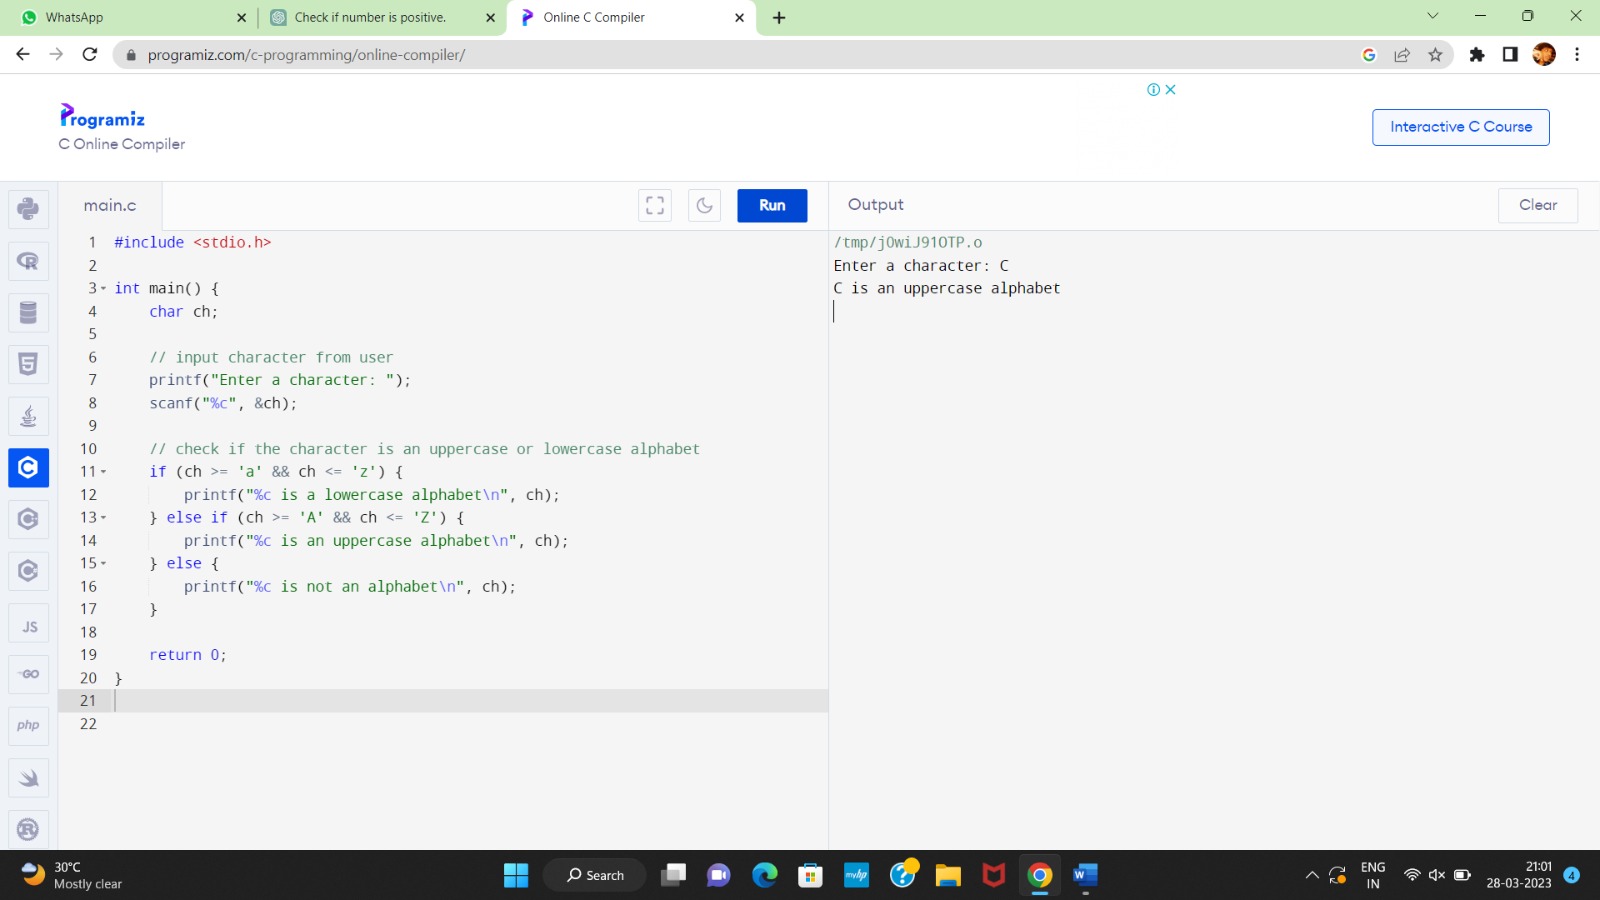 WhatsApp
Check if number is positive.
Online C Compiler
programiz.com/c-programming/online-compiler/
Programiz
C Online Compiler
Interactive C Course
main.c
Run
Output
Clear
1 #include <stdio.h>
2
3 int main() {
4     char ch;
5
6     // input character from user
7     printf("Enter a character: ");
8     scanf("%c", &ch);
9
10     // check if the character is an uppercase or lowercase alphabet
11     if (ch >= 'a' && ch <= 'z') {
12         printf("%c is a lowercase alphabet\n", ch);
13     } else if (ch >= 'A' && ch <= 'Z') {
14         printf("%c is an uppercase alphabet\n", ch);
15     } else {
16         printf("%c is not an alphabet\n", ch);
17     }
18
19     return 0;
20 }
21
22
/tmp/jOwiJ91OTP.o
Enter a character: C
C is an uppercase alphabet
R
5
C
C
C
JS
GO
php
R
30°C
Mostly clear
Search
myhp
?
W
ENG
IN
21:01
28-03-2023
4